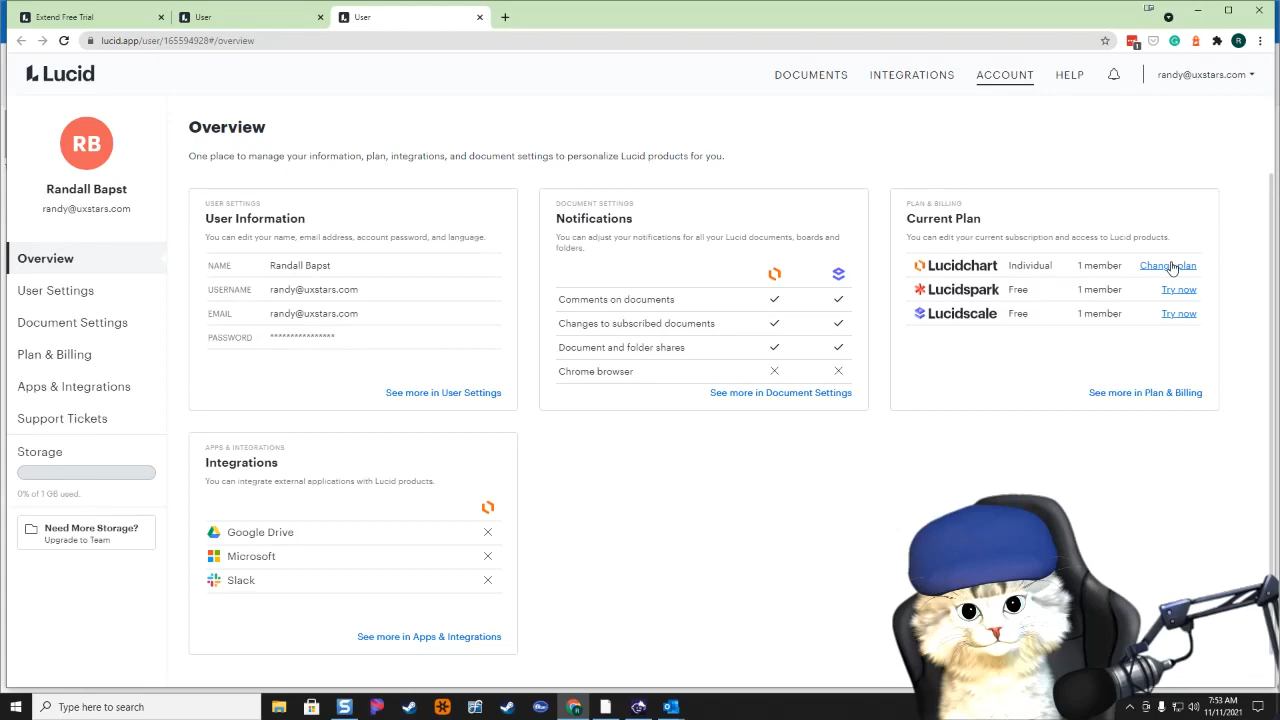 Extend Free Trial
User
User
lucid.app/user/165594928#/overview
R
Lucid
DOCUMENTS
INTEGRATIONS
ACCOUNT
HELP
randy@uxstars.com
RB
Randall Bapst
randy@uxstars.com
Overview
User Settings
Document Settings
Plan & Billing
Apps & Integrations
Support Tickets
Storage
0% of 1 GB used.
Need More Storage?
Upgrade to Team
Overview
One place to manage your information, plan, integrations, and document settings to personalize Lucid products for you.
USER SETTINGS
User Information
You can edit your name, email address, account password, and language.
NAME Randall Bapst
USERNAME randy@uxstars.com
EMAIL randy@uxstars.com
PASSWORD ****************
See more in User Settings
DOCUMENT SETTINGS
Notifications
You can adjust your notifications for all your Lucid documents, boards and
folders.
Comments on documents
Changes to subscribed documents
Document and folder shares
Chrome browser
See more in Document Settings
PLAN & BILLING
Current Plan
You can edit your current subscription and access to Lucid products.
Lucidchart Individual 1 member Change plan
Lucidspark Free 1 member Try now
Lucidscale Free 1 member Try now
See more in Plan & Billing
APPS & INTEGRATIONS
Integrations
You can integrate external applications with Lucid products.
Google Drive
Microsoft
Slack
See more in Apps & Integrations
Type here to search
7:53 AM
11/11/2021